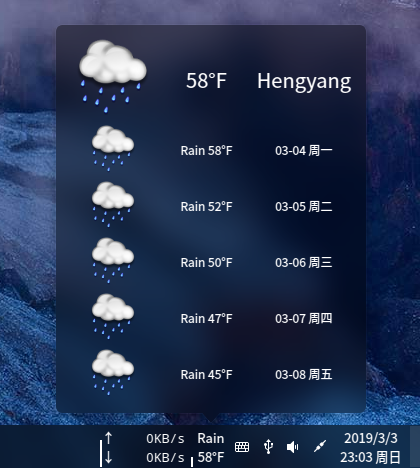 58°F Hengyang
Rain 58°F 03-04 周一
Rain 52°F 03-05 周二
Rain 50°F 03-06 周三
Rain 47°F 03-07 周四
Rain 45°F 03-08 周五
↑ 0KB/s Rain 2019/3/3
↓ 0KB/s 58°F 23:03 周日